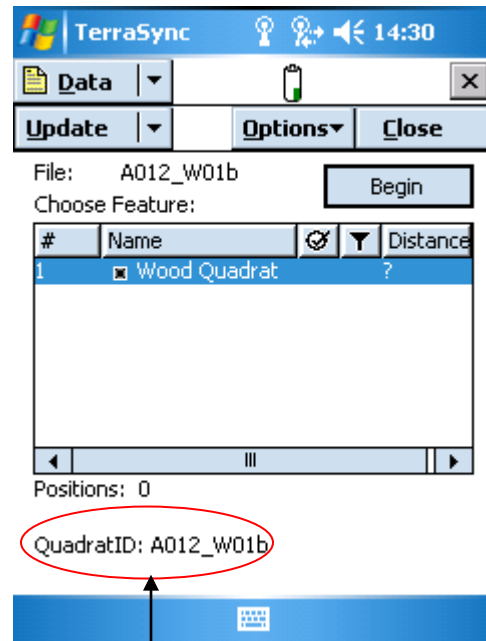 TerraSync 14:30
Data
Update Options Close
File: A012_W01b Begin
Choose Feature:
# Name Distance
1 Wood Quadrat ?
Positions: 0
QuadratID: A012_W01b